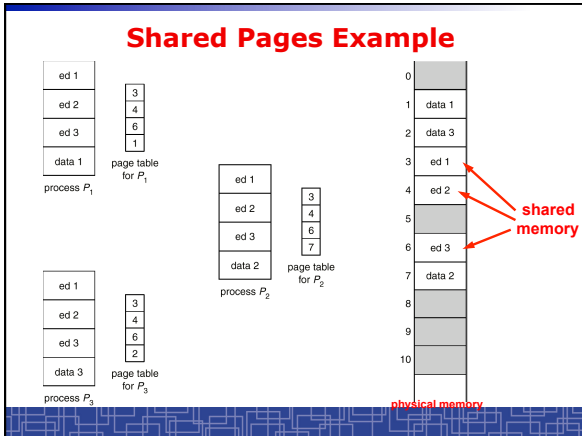 Shared Pages Example
ed 1
ed 2
ed 3
data 1
process P1
3
4
6
1
page table
for P1
ed 1
ed 2
ed 3
data 2
process P2
3
4
6
7
page table
for P2
ed 1
ed 2
ed 3
data 3
process P3
3
4
6
2
page table
for P3
0
1 data 1
2 data 3
3 ed 1
4 ed 2
5
6 ed 3
7 data 2
8
9
10
shared
memory
physical memory